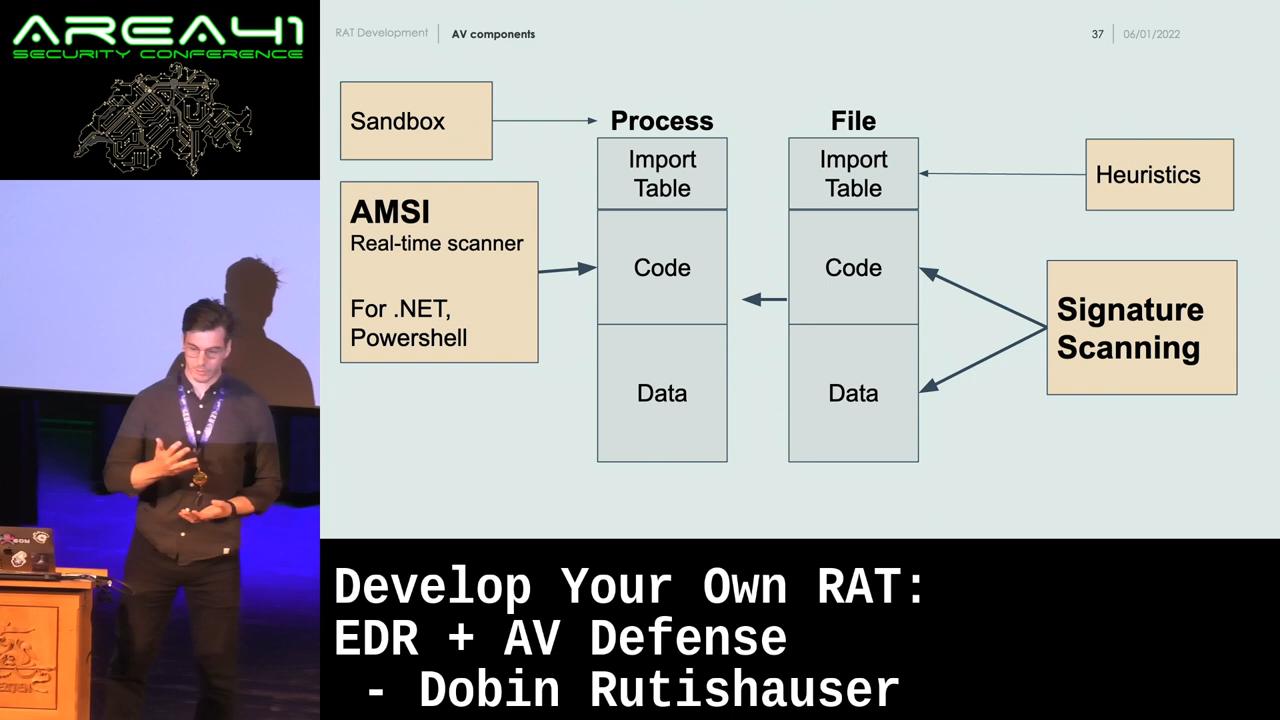 AREA41
SECURITY CONFERENCE
RAT Development
AV components
37
06/01/2022
Sandbox
AMSI
Real-time scanner
For .NET,
Powershell
Process
Import
Table
Code
Data
File
Import
Table
Code
Data
Heuristics
Signature
Scanning
Develop Your Own RAT:
EDR + AV Defense
- Dobin Rutishauser